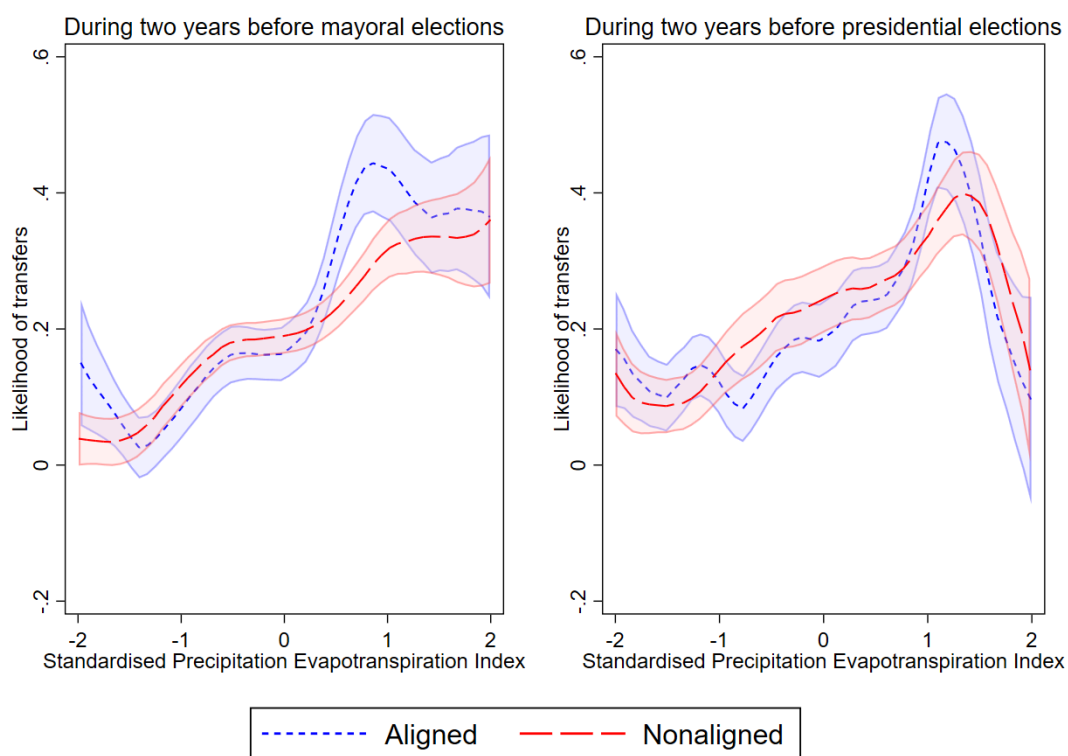 During two years before mayoral elections
.6
.4
.2
0
-.2
Likelihood of transfers
-2 -1 0 1 2
Standardised Precipitation Evapotranspiration Index
During two years before presidential elections
.6
.4
.2
0
-.2
Likelihood of transfers
-2 -1 0 1 2
Standardised Precipitation Evapotranspiration Index
Aligned Nonaligned